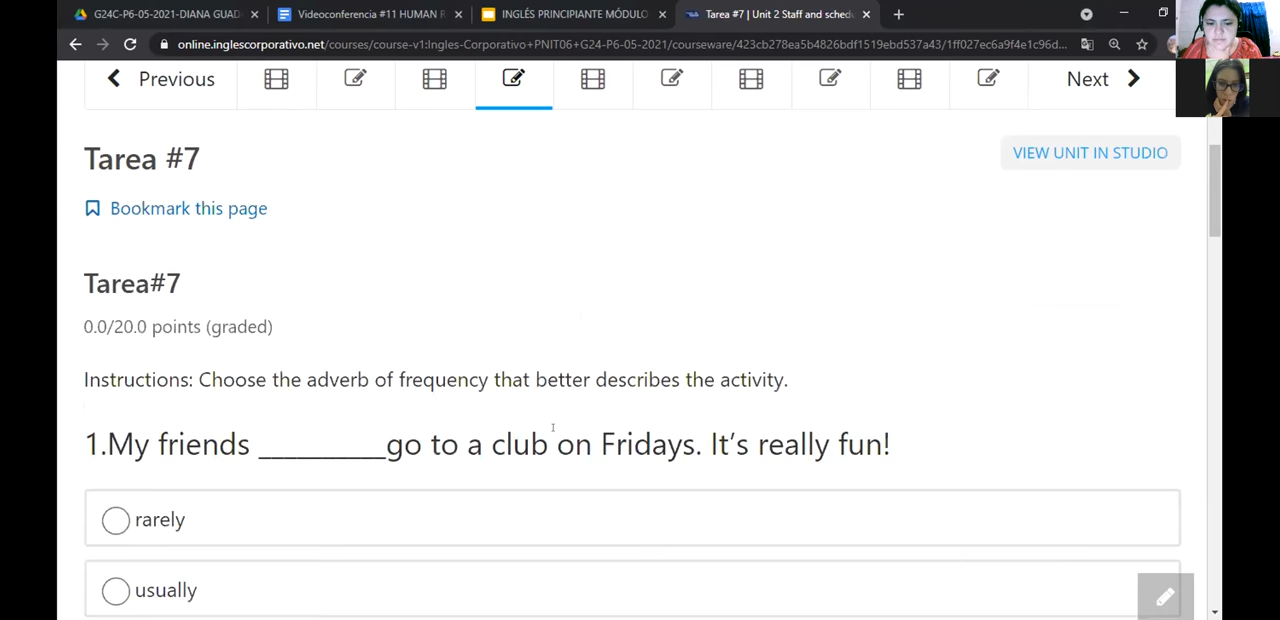 G24C-P6-05-2021-DIANA GUAD
Videoconferencia #11 HUMAN R
INGLÉS PRINCIPIANTE MÓDULO
Tarea #7 | Unit 2 Staff and sched
online.inglescorporativo.net/courses/course-v1:Ingles-Corporativo+PNIT06+G24-P6-05-2021/courseware/423cb278ea5b4826bdf1519ebd537a43/1ff027ec6a9f4e1c96d...
Previous
Next
Tarea #7
VIEW UNIT IN STUDIO
Bookmark this page
Tarea#7
0.0/20.0 points (graded)
Instructions: Choose the adverb of frequency that better describes the activity.
1.My friends __________go to a club on Fridays. It's really fun!
rarely
usually